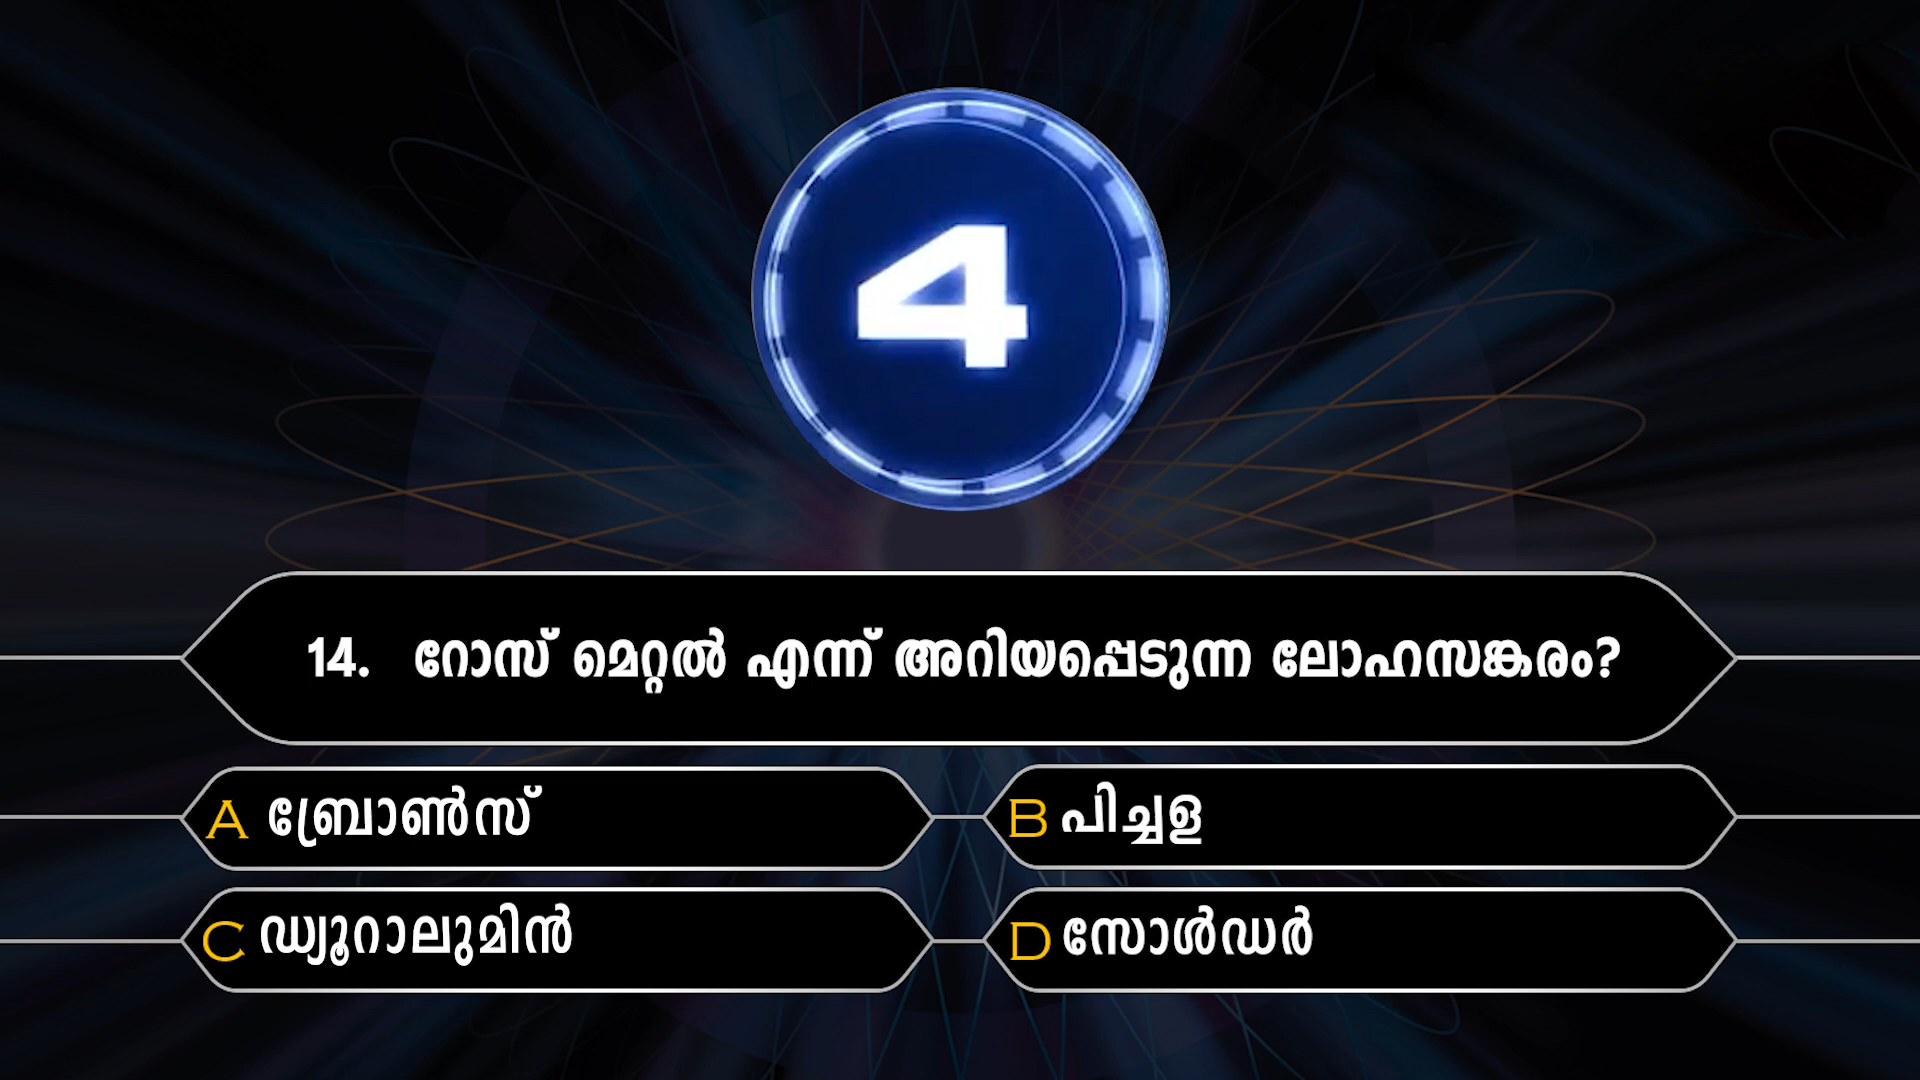 4
14. റോസ് മെറ്റൽ എന്ന് അറിയപ്പെടുന്ന ലോഹസങ്കരം?
A ബ്രോൺസ്
B പിച്ചള
C ഡ്യൂറാലുമിൻ
D സോൾഡർ